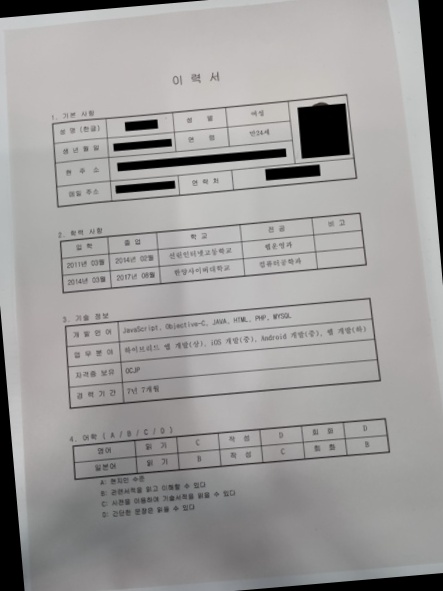 이 력 서
1. 기본 사항
성 명 (한글) 성 별 여성
생 년 월 일 연 령 만24세
현 주 소
메일 주소 연 락 처
2. 학력 사항
입 학 졸 업 학 교 전 공 비 고
2011년 03월 2014년 02월 선린인터넷고등학교 웹운영과
2014년 03월 2017년 08월 한양사이버대학교 컴퓨터공학과
3. 기술 정보
개 발 언 어 JavaScript, Objective-C, JAVA, HTML, PHP, MYSQL
업 무 분 야 하이브리드 앱 개발(상), iOS 개발(중), Android 개발(중), 웹 개발(하)
자격증 보유 OCJP
경 력 기 간 7년 7개월
4. 어학 ( A / B / C / D )
영어 읽 기 C 작 성 D 회 화 D
일본어 읽 기 B 작 성 C 회 화 B
A: 현지인 수준
B: 관련서적을 읽고 이해할 수 있다
C: 사전을 이용하여 기술서적을 읽을 수 있다
D: 간단한 문장은 읽을 수 있다